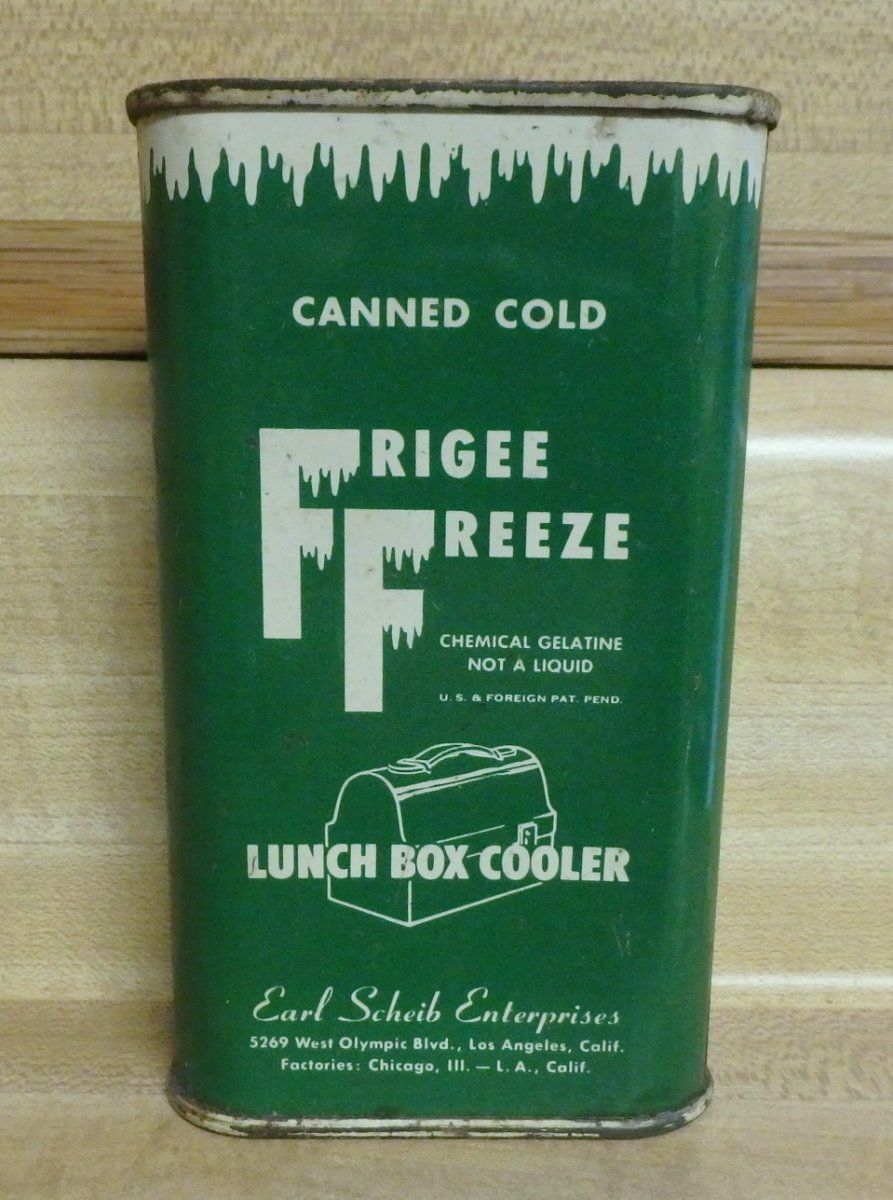 CANNED COLD
FRIGEE
FREEZE
CHEMICAL GELATINE
NOT A LIQUID
U. S. & FOREIGN PAT. PEND.
LUNCH BOX COOLER
Earl Scheib Enterprises
5269 West Olympic Blvd., Los Angeles, Calif.
Factories: Chicago, Ill. — L. A., Calif.